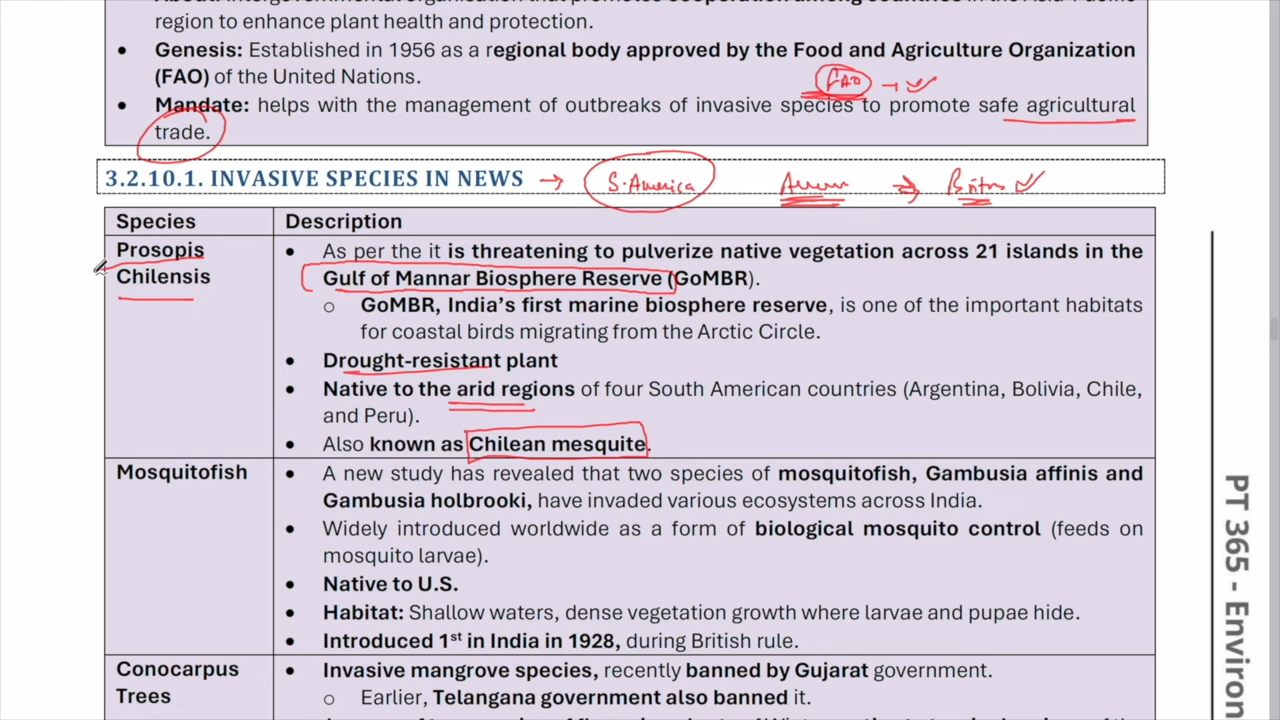 region to enhance plant health and protection.
• Genesis: Established in 1956 as a regional body approved by the Food and Agriculture Organization
(FAO) of the United Nations.
FAO
• Mandate: helps with the management of outbreaks of invasive species to promote safe agricultural
trade.
3.2.10.1. INVASIVE SPECIES IN NEWS → S. America
Species Description
Prosopis
Chilensis
• As per the it is threatening to pulverize native vegetation across 21 islands in the
Gulf of Mannar Biosphere Reserve (GoMBR).
o GoMBR, India's first marine biosphere reserve, is one of the important habitats
for coastal birds migrating from the Arctic Circle.
• Drought-resistant plant
• Native to the arid regions of four South American countries (Argentina, Bolivia, Chile,
and Peru).
• Also known as Chilean mesquite.
Mosquitofish
• A new study has revealed that two species of mosquitofish, Gambusia affinis and
Gambusia holbrooki, have invaded various ecosystems across India.
• Widely introduced worldwide as a form of biological mosquito control (feeds on
mosquito larvae).
• Native to U.S.
• Habitat: Shallow waters, dense vegetation growth where larvae and pupae hide.
• Introduced 1st in India in 1928, during British rule.
Conocarpus
Trees
• Invasive mangrove species, recently banned by Gujarat government.
o Earlier, Telangana government also banned it.
PT 365 - Environ